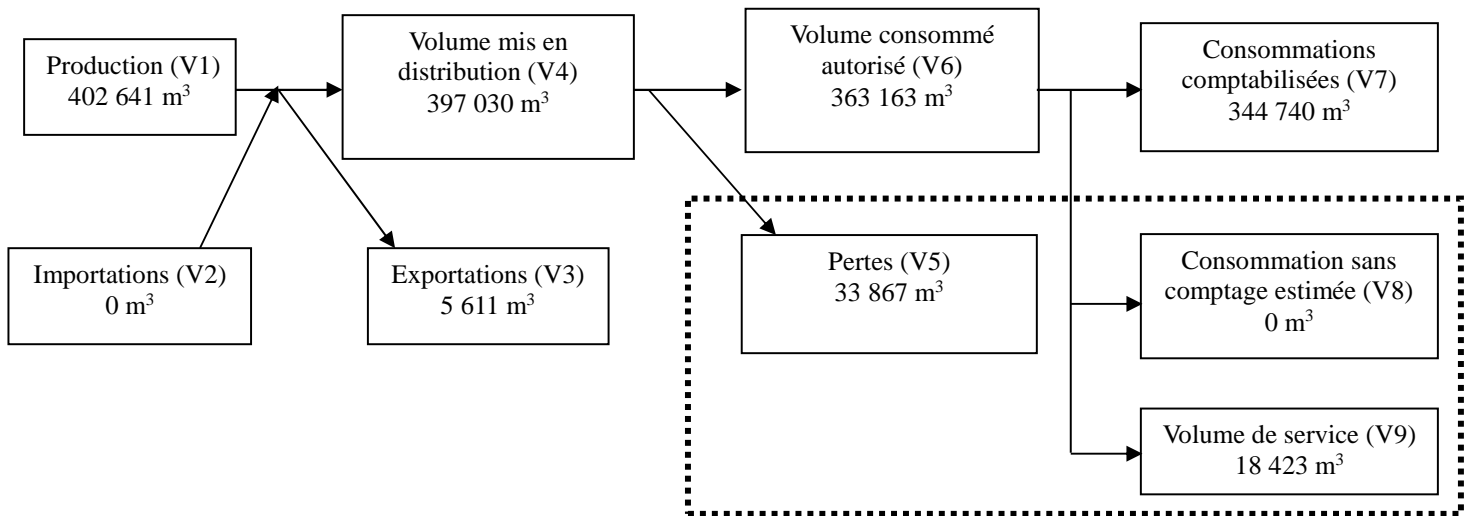 Production (V1)
402 641 m³
Volume mis en
distribution (V4)
397 030 m³
Volume consommé
autorisé (V6)
363 163 m³
Consommations
comptabilisées (V7)
344 740 m³
Importations (V2)
0 m³
Exportations (V3)
5 611 m³
Pertes (V5)
33 867 m³
Consommation sans
comptage estimée (V8)
0 m³
Volume de service (V9)
18 423 m³